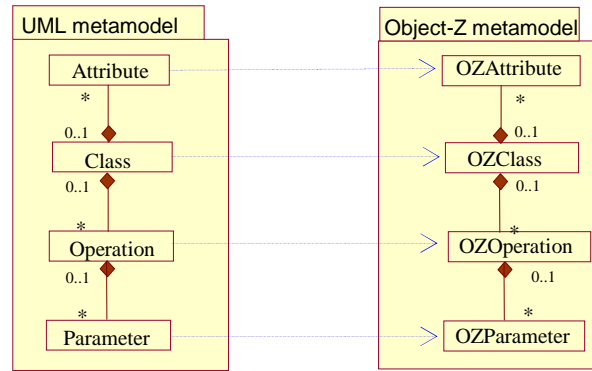 UML metamodel
Attribute
*
0..1
Class
0..1
*
Operation
0..1
*
Parameter
Object-Z metamodel
OZAttribute
*
0..1
OZClass
0..1
*
OZOperation
0..1
*
OZParameter